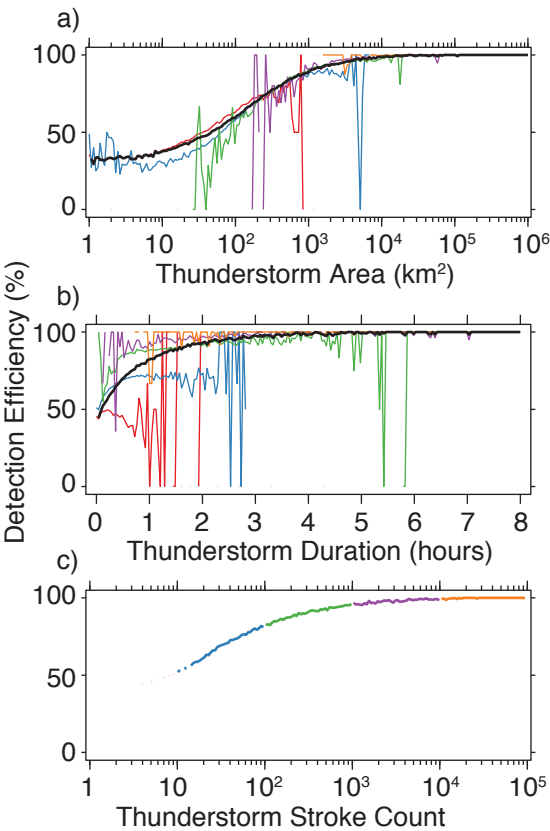 a)
100
50
0
1 10 10² 10³ 10⁴ 10⁵ 10⁶
Thunderstorm Area (km²)
Detection Efficiency (%)
b)
100
50
0
0 1 2 3 4 5 6 7 8
Thunderstorm Duration (hours)
c)
100
50
0
1 10 10² 10³ 10⁴ 10⁵
Thunderstorm Stroke Count